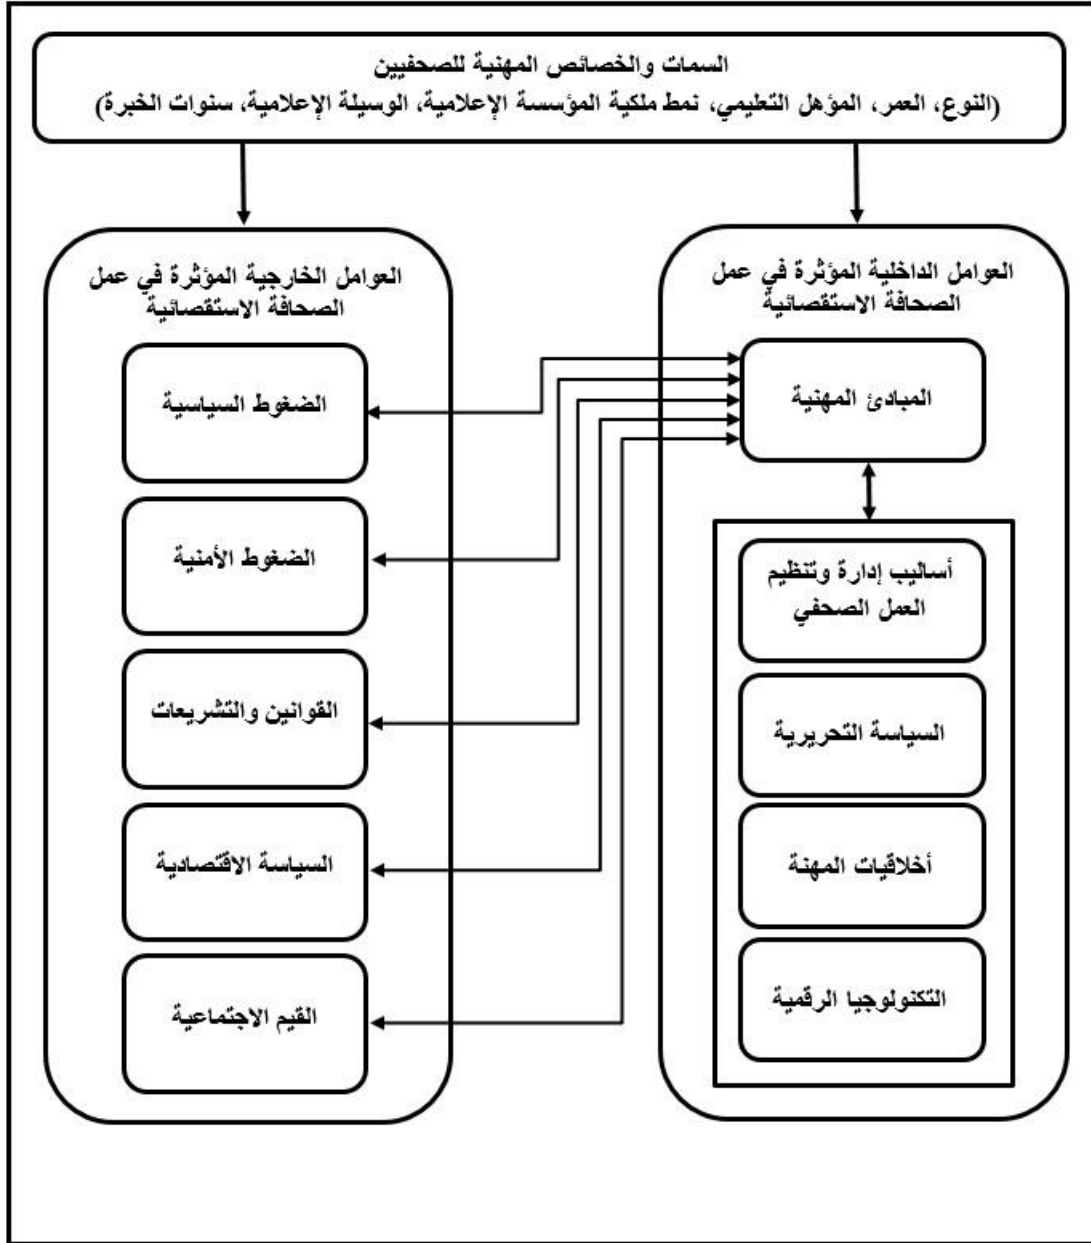 السمات والخصائص المهنية للصحفيين
(النوع، العمر، المؤهل التعليمي، نمط ملكية المؤسسة الإعلامية، الوسيلة الإعلامية، سنوات الخبرة)
العوامل الداخلية المؤثرة في عمل
الصحافة الاستقصائية
المبادئ المهنية
أساليب إدارة وتنظيم
العمل الصحفي
السياسة التحريرية
أخلاقيات المهنة
التكنولوجيا الرقمية
العوامل الخارجية المؤثرة في عمل
الصحافة الاستقصائية
الضغوط السياسية
الضغوط الأمنية
القوانين والتشريعات
السياسة الاقتصادية
القيم الاجتماعية